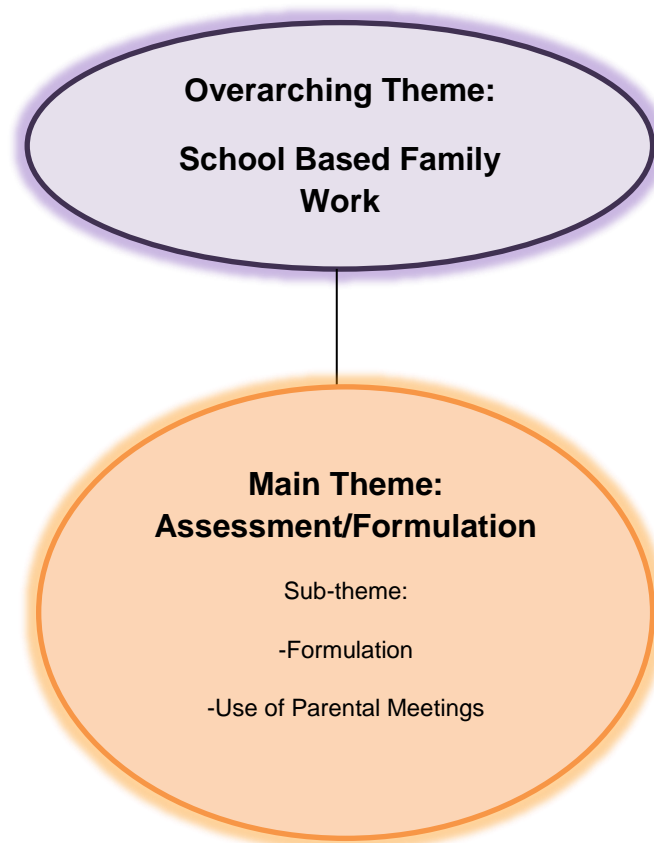 Overarching Theme:
School Based Family
Work
Main Theme:
Assessment/Formulation
Sub-theme:
-Formulation
-Use of Parental Meetings